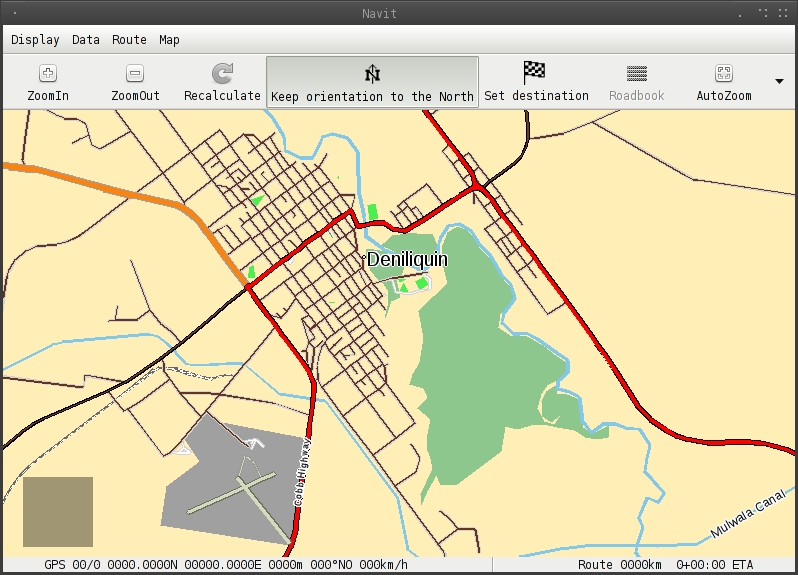 Navit
Display Data Route Map
ZoomIn ZoomOut Recalculate Keep orientation to the North Set destination Roadbook AutoZoom
Deniliquin
Cobb Highway
Mulwala Canal
GPS 00/0 0000.0000N 00000.0000E 0000m 000°NO 000km/h Route 0000km 0+00:00 ETA